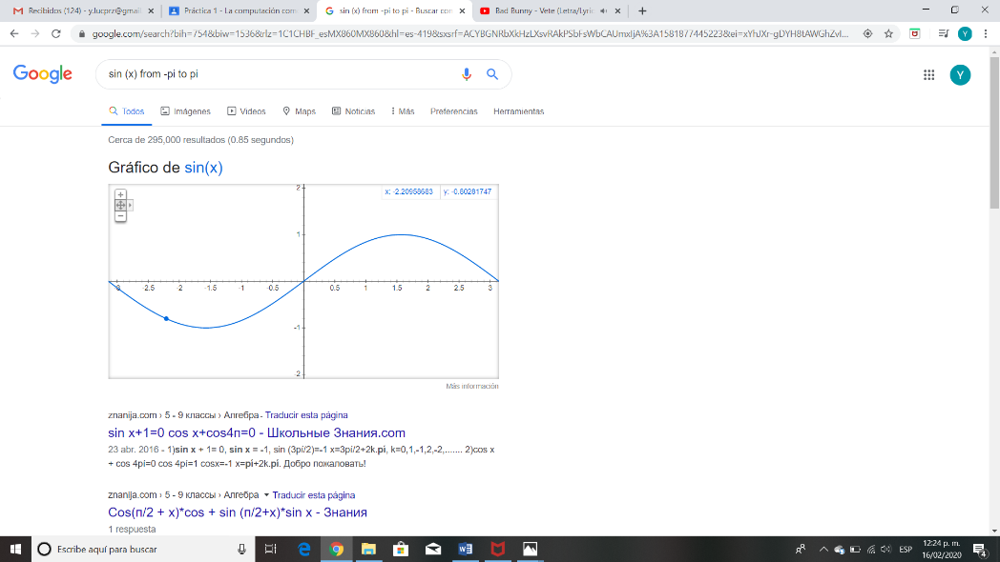 Recibidos (124) - y.lucprz@gmail.
Práctica 1 - La computación com
sin (x) from -pi to pi - Buscar con
Bad Bunny - Vete (Letra/Lyric
google.com/search?bih=754&biw=1536&rlz=1C1CHBF_esMX860MX860&hl=es-419&sxsrf=ACYBGNRbXkHzLXsvRAkPSbFsWbCAUmxIjA%3A1581877445223&ei=xYhJXr-gDYH8tAWGhZvI...
Google
sin (x) from -pi to pi
Y
Todos
Imágenes
Videos
Maps
Noticias
Más
Preferencias
Herramientas
Cerca de 295,000 resultados (0.85 segundos)
Gráfico de sin(x)
x: -2.20958683 y: -0.80281747
2
1
-3 -2.5 -2 -1.5 -1 -0.5 0 0.5 1 1.5 2 2.5 3
-1
2
Más información
znanija.com › 5 - 9 классы › Алгебра - Traducir esta página
sin x+1=0 cos x+cos4п=0 - Школьные Знания.com
23 abr. 2016 - 1)sin x + 1= 0, sin x = -1, sin (3pi/2)=-1 x=3pi/2+2k.pi, k=0,1,-1,2,-2,....... 2)cos x
+ cos 4pi=0 cos 4pi=1 cosx=-1 x=pi+2k.pi. Добро пожаловать!
znanija.com › 5 - 9 классы › Алгебра ▾ Traducir esta página
Cos(п/2 + x)*cos + sin (п/2+x)*sin x - Знания
1 respuesta
Escribe aquí para buscar
ESP
12:24 p. m.
16/02/2020
4